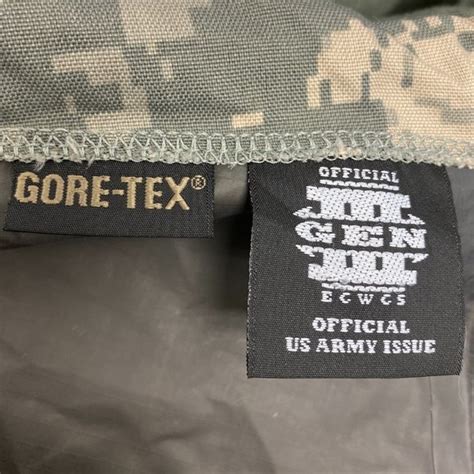 GORE-TEX®
OFFICIAL
III
GEN
III
ECWCS
OFFICIAL
US ARMY ISSUE